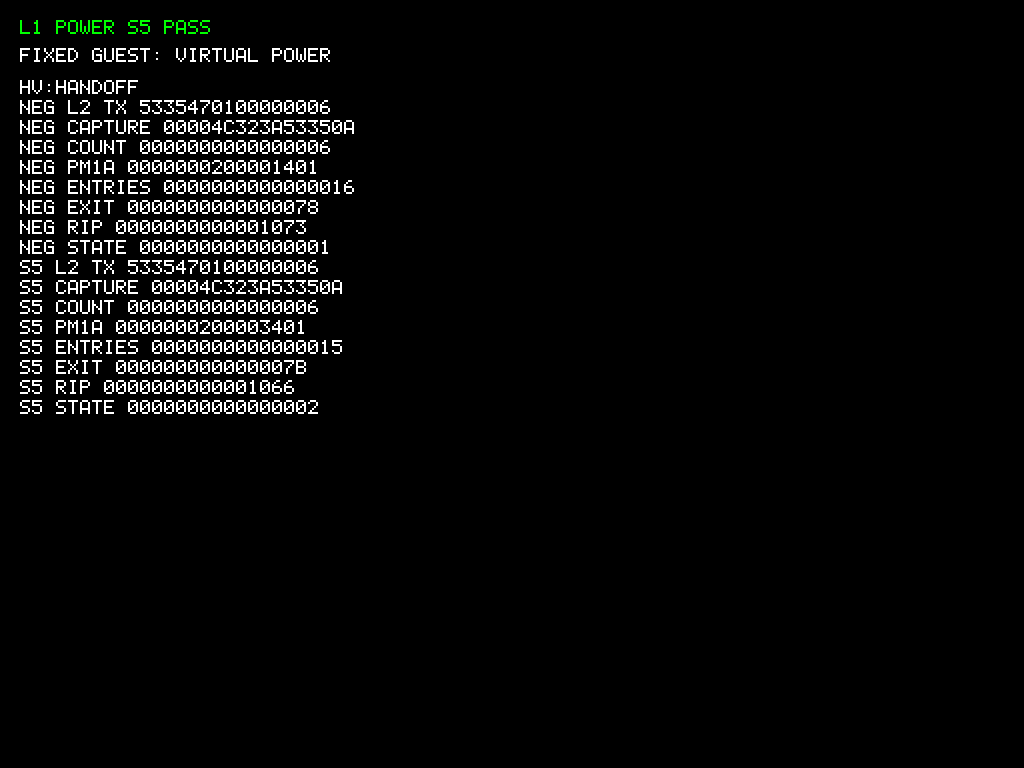 L1 POWER S5 PASS
FIXED GUEST: VIRTUAL POWER
HV:HANDOFF
NEG L2 TX 5335470100000006
NEG CAPTURE 00004C323A53350A
NEG COUNT 0000000000000006
NEG PM1A 0000000200001401
NEG ENTRIES 0000000000000016
NEG EXIT 0000000000000078
NEG RIP 0000000000001073
NEG STATE 0000000000000001
S5 L2 TX 5335470100000006
S5 CAPTURE 00004C323A53350A
S5 COUNT 0000000000000006
S5 PM1A 0000000200003401
S5 ENTRIES 0000000000000015
S5 EXIT 000000000000007B
S5 RIP 0000000000001066
S5 STATE 0000000000000002